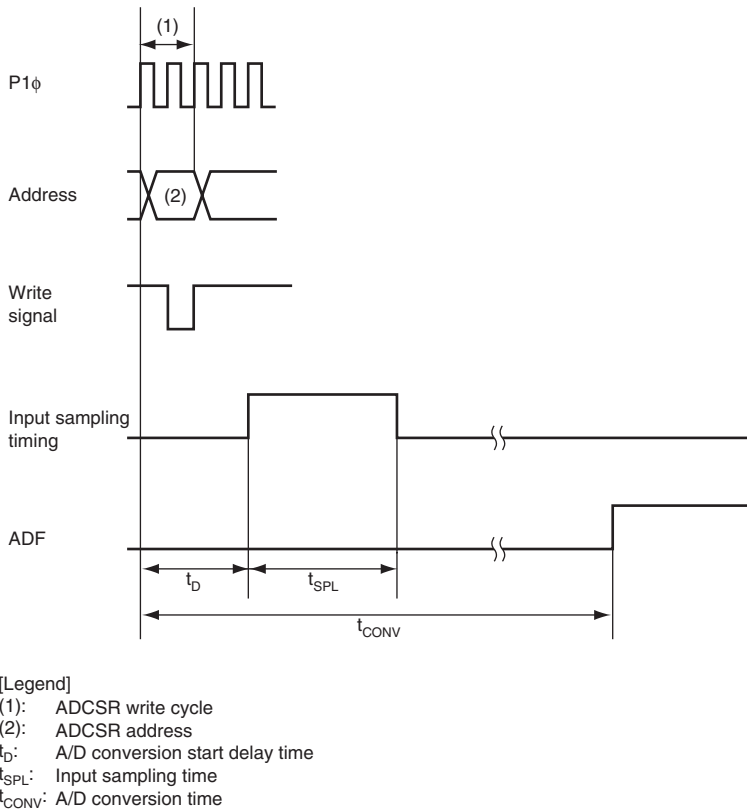 (1)
P1ϕ
Address
(2)
Write
signal
Input sampling
timing
ADF
tD
tSPL
tCONV
[Legend]
(1): ADCSR write cycle
(2): ADCSR address
tD: A/D conversion start delay time
tSPL: Input sampling time
tCONV: A/D conversion time